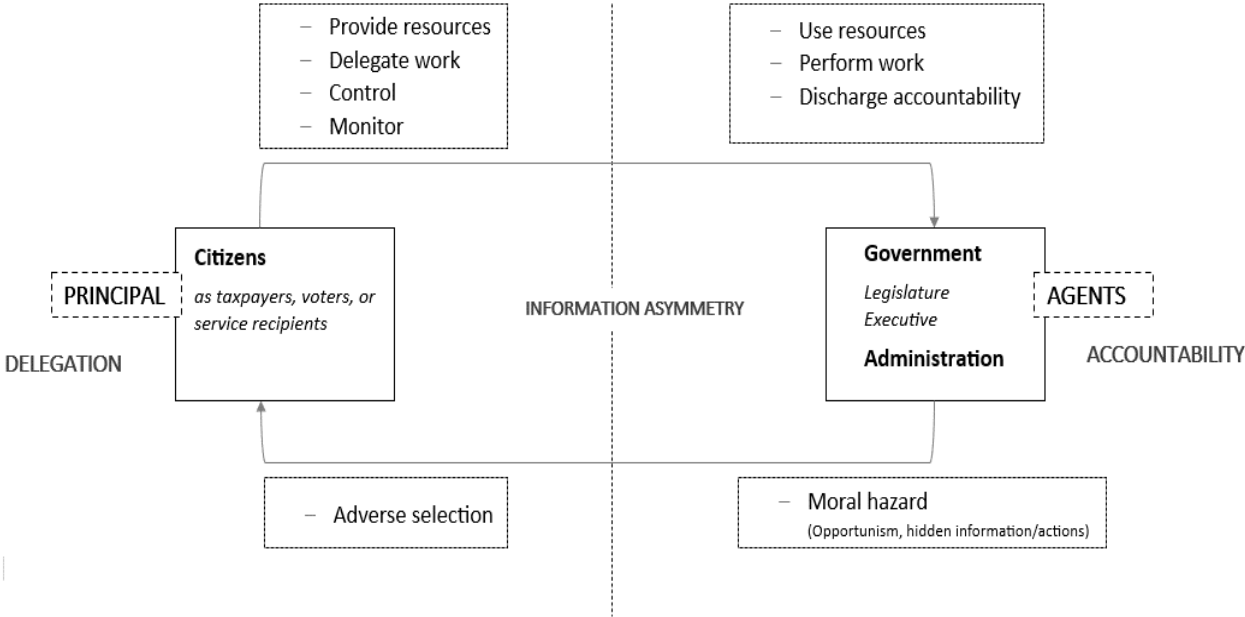 – Provide resources
– Delegate work
– Control
– Monitor
– Use resources
– Perform work
– Discharge accountability
Citizens
as taxpayers, voters, or
service recipients
PRINCIPAL
DELEGATION
INFORMATION ASYMMETRY
Government
Legislature
Executive
Administration
AGENTS
ACCOUNTABILITY
– Adverse selection
– Moral hazard
(Opportunism, hidden information/actions)